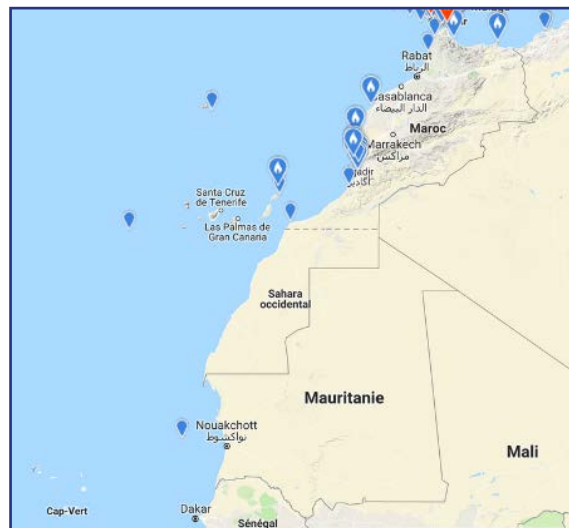 Rabat
الرباط
Casablanca
الدار البيضاء
Maroc
Marrakech
مراكش
أكادير
Santa Cruz
de Tenerife
Las Palmas de
Gran Canaria
Sahara
occidental
Mauritanie
Nouakchott
نواكشوط
Mali
Cap-Vert
Dakar
Sénégal